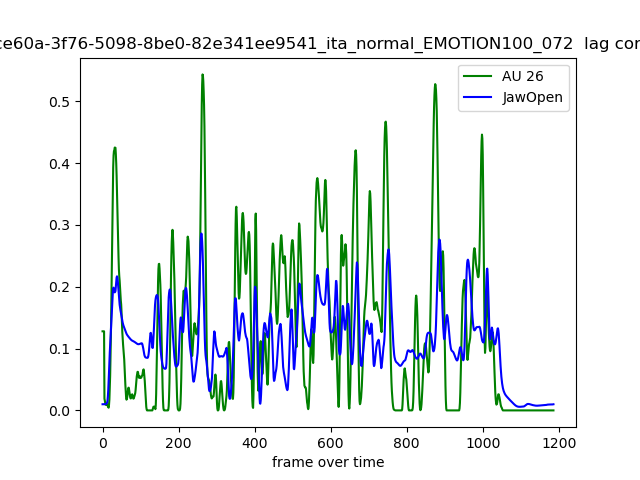 ce60a-3f76-5098-8be0-82e341ee9541_ita_normal_EMOTION100_072 lag cor
AU 26
JawOpen
0.5
0.4
0.3
0.2
0.1
0.0
0 200 400 600 800 1000 1200
frame over time